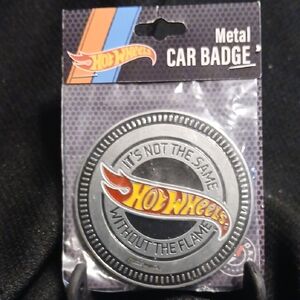 HOT WHEELS
Metal
CAR BADGE
IT'S NOT THE SAME
HOT WHEELS
WITHOUT THE FLAME